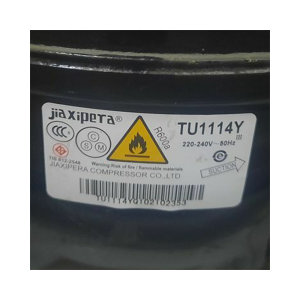 jiaxipera®
R600a
TU1114Y
220-240V~50Hz
Warning:Risk of fire / flammable materials
JIAXIPERA COMPRESSOR CO.,LTD
SUCTION